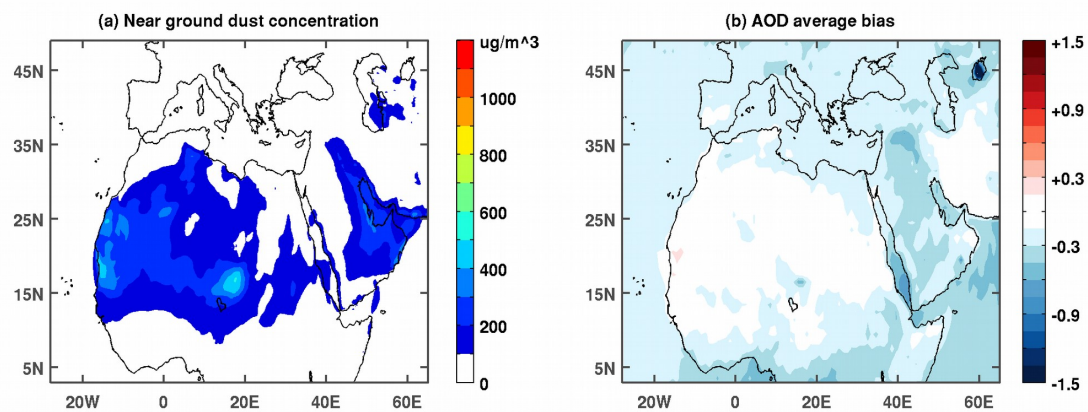 (a) Near ground dust concentration
ug/m^3
45N
35N
25N
15N
5N
20W 0 20E 40E 60E
1000
800
600
400
200
0
(b) AOD average bias
45N
35N
25N
15N
5N
20W 0 20E 40E 60E
+1.5
+0.9
+0.3
-0.3
-0.9
-1.5